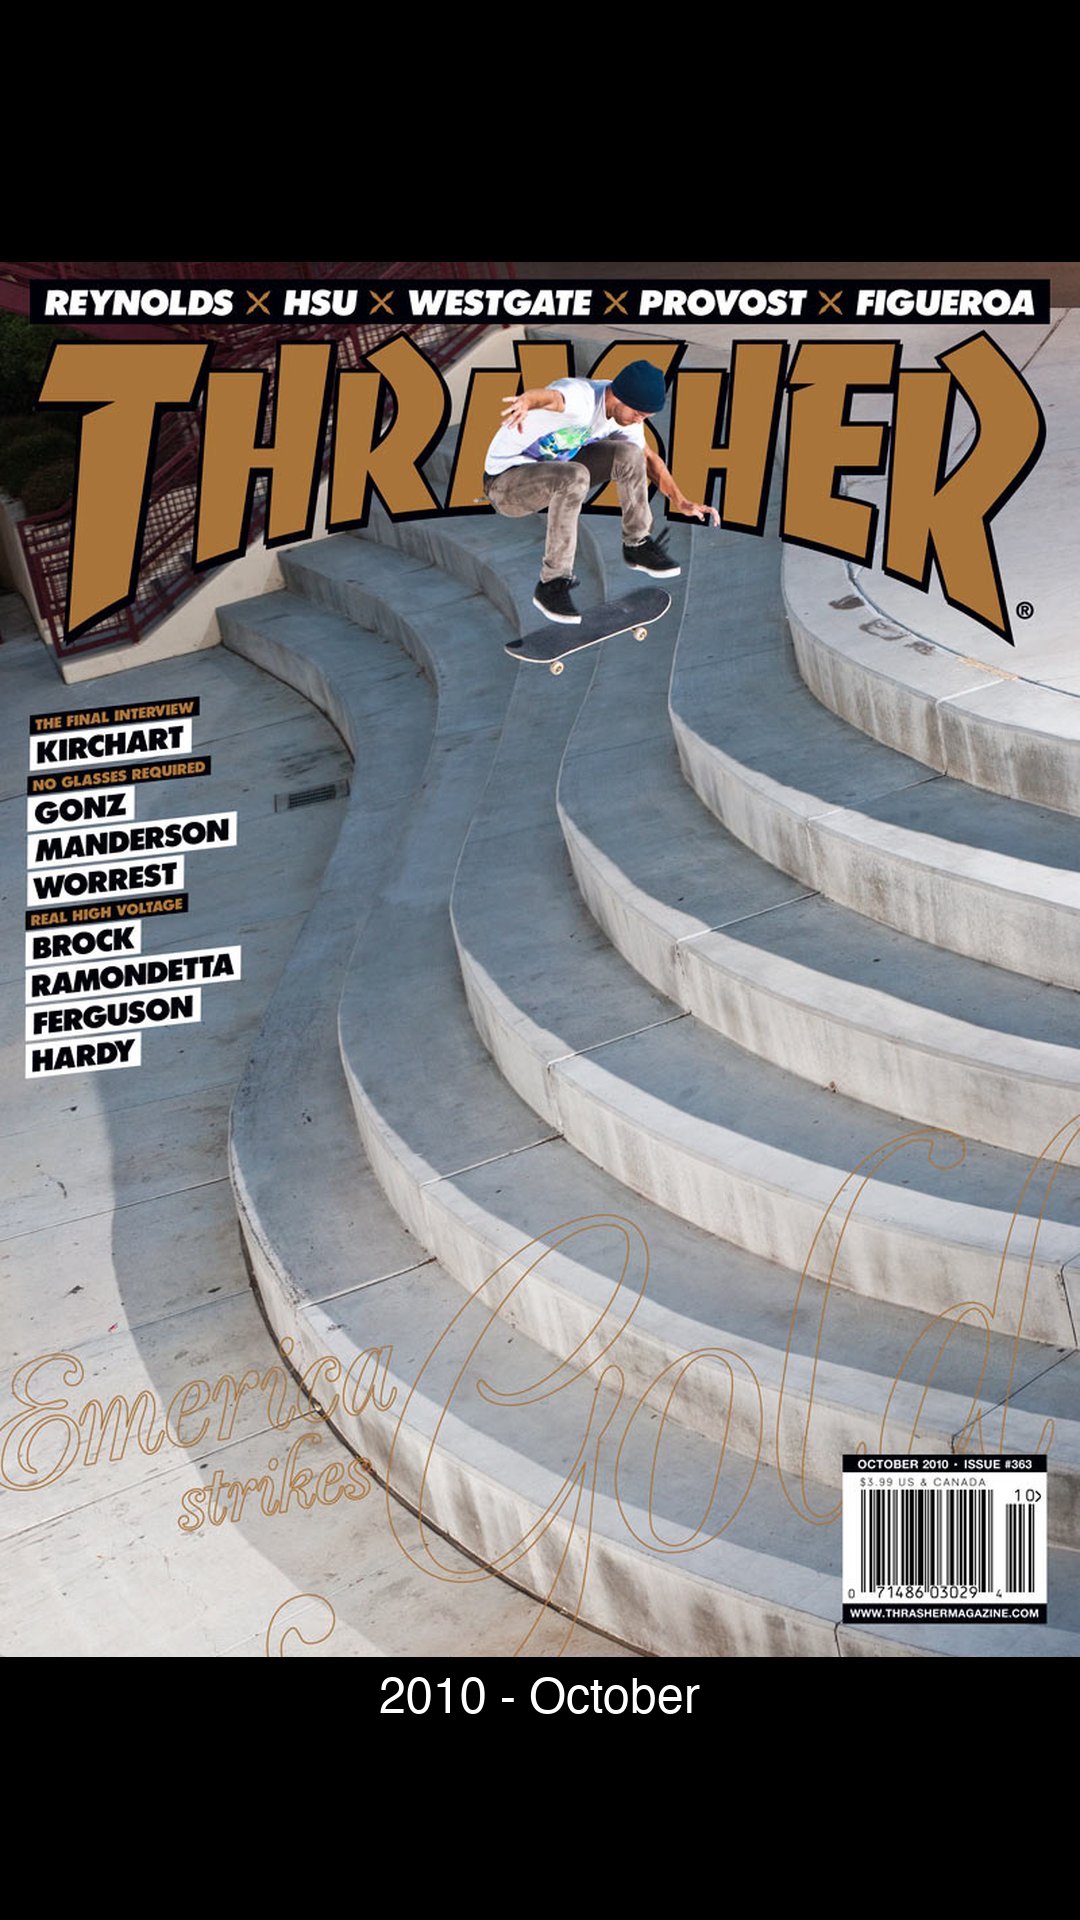 REYNOLDS X HSU X WESTGATE X PROVOST X FIGUEROA
THRASHER®
THE FINAL INTERVIEW
KIRCHART
NO GLASSES REQUIRED
GONZ
MANDERSON
WORREST
REAL HIGH VOLTAGE
BROCK
RAMONDETTA
FERGUSON
HARDY
Emerica
strikes
Gold
OCTOBER 2010 · ISSUE #363
$3.99 US & CANADA
10>
0 71486 03029 4
WWW.THRASHERMAGAZINE.COM
2010 - October